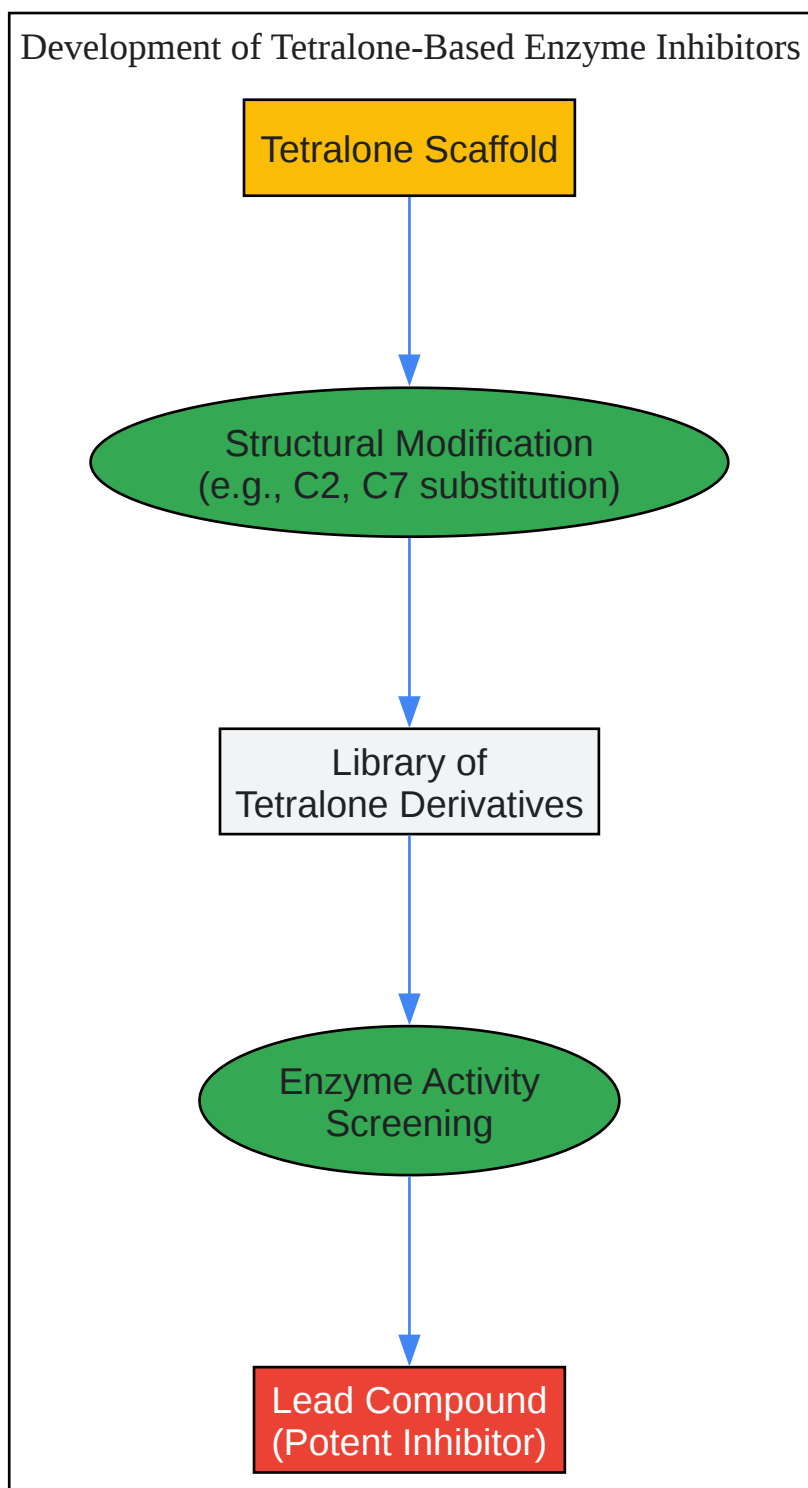 Development of Tetralone-Based Enzyme Inhibitors
Tetralone Scaffold
Structural Modification
(e.g., C2, C7 substitution)
Library of
Tetralone Derivatives
Enzyme Activity
Screening
Lead Compound
(Potent Inhibitor)